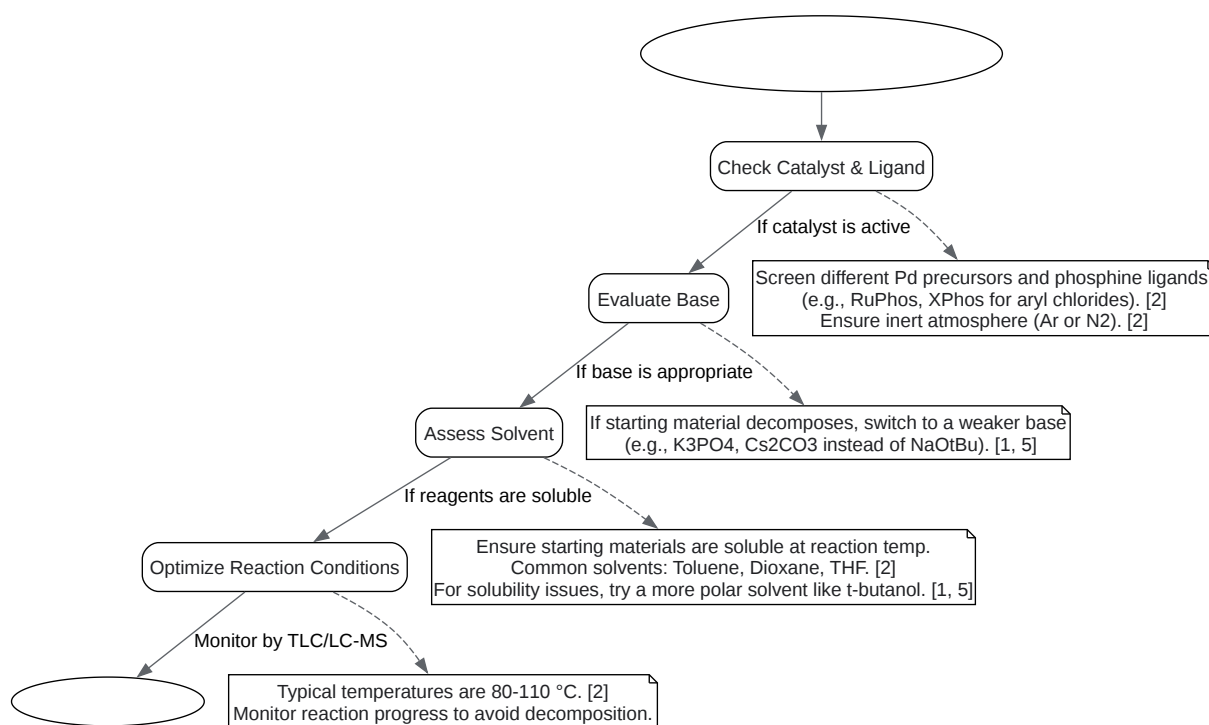 Check Catalyst & Ligand
If catalyst is active
Screen different Pd precursors and phosphine ligands
(e.g., RuPhos, XPhos for aryl chlorides). [2]
Ensure inert atmosphere (Ar or N2). [2]
Evaluate Base
If base is appropriate
If starting material decomposes, switch to a weaker base
(e.g., K3PO4, Cs2CO3 instead of NaOtBu). [1, 5]
Assess Solvent
If reagents are soluble
Ensure starting materials are soluble at reaction temp.
Common solvents: Toluene, Dioxane, THF. [2]
For solubility issues, try a more polar solvent like t-butanol. [1, 5]
Optimize Reaction Conditions
Monitor by TLC/LC-MS
Typical temperatures are 80-110 °C. [2]
Monitor reaction progress to avoid decomposition.